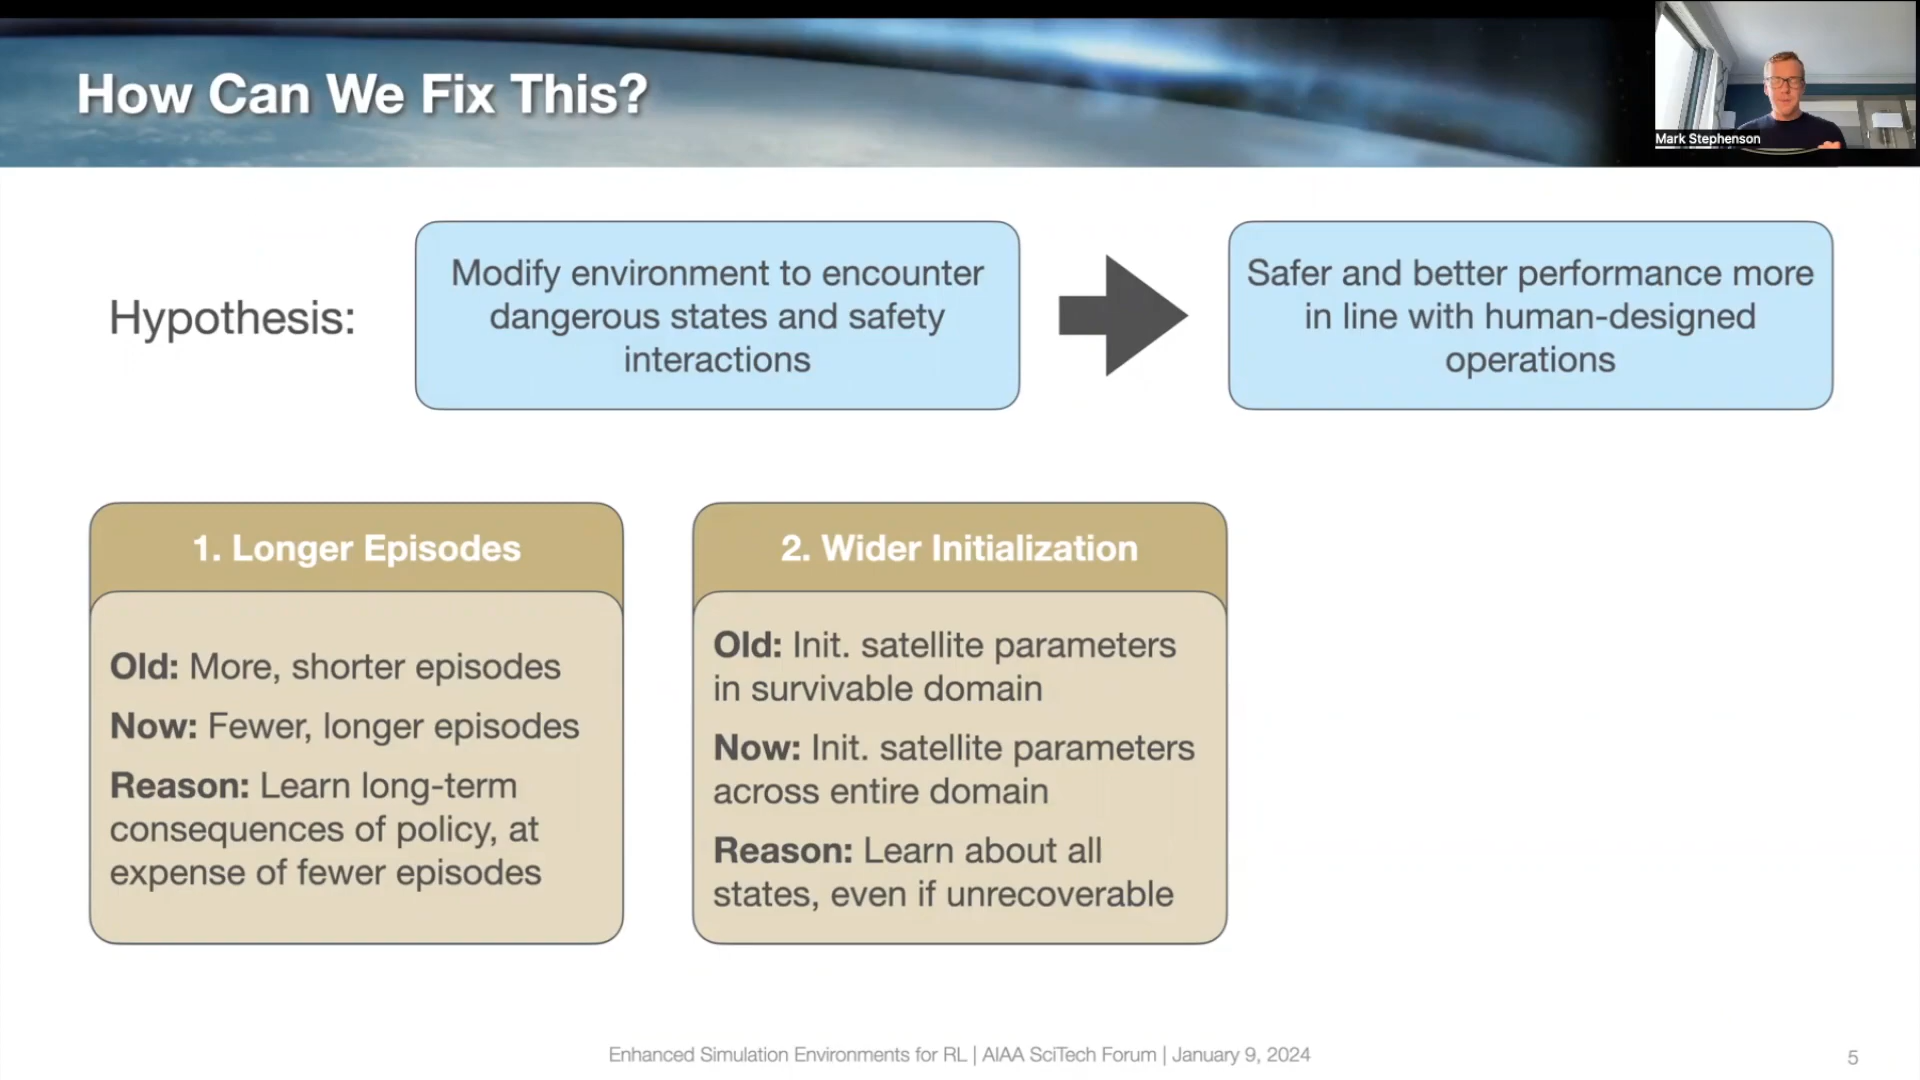 How Can We Fix This?
Mark Stephenson
Hypothesis:
Modify environment to encounter
dangerous states and safety
interactions
Safer and better performance more
in line with human-designed
operations
1. Longer Episodes
Old: More, shorter episodes
Now: Fewer, longer episodes
Reason: Learn long-term
consequences of policy, at
expense of fewer episodes
2. Wider Initialization
Old: Init. satellite parameters
in survivable domain
Now: Init. satellite parameters
across entire domain
Reason: Learn about all
states, even if unrecoverable
Enhanced Simulation Environments for RL | AIAA SciTech Forum | January 9, 2024
5